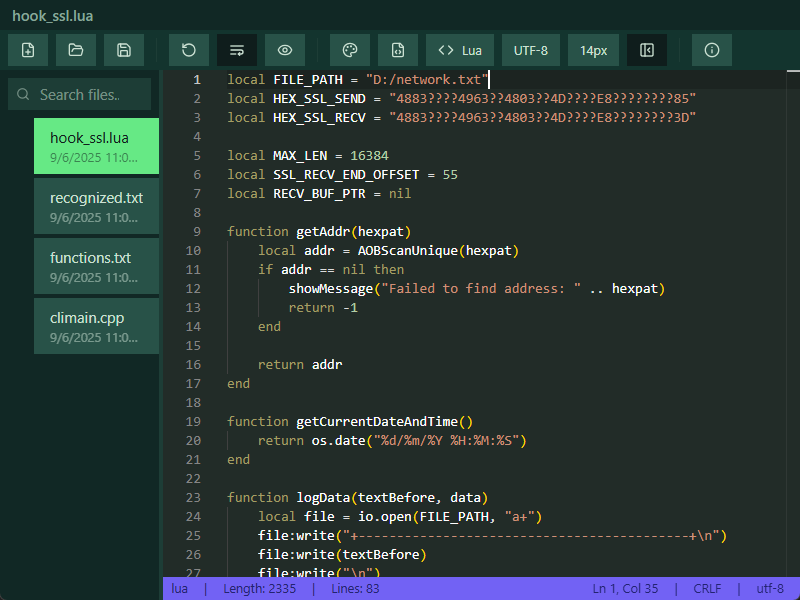 hook_ssl.lua
Lua
UTF-8
14px
Search files..
hook_ssl.lua
9/6/2025 11:0...
recognized.txt
9/6/2025 11:0...
functions.txt
9/6/2025 11:0...
climain.cpp
9/6/2025 11:0...
1 local FILE_PATH = "D:/network.txt"
2 local HEX_SSL_SEND = "4883????4963??4803??4D????E8????????85"
3 local HEX_SSL_RECV = "4883????4963??4803??4D????E8????????3D"
4
5 local MAX_LEN = 16384
6 local SSL_RECV_END_OFFSET = 55
7 local RECV_BUF_PTR = nil
8
9 function getAddr(hexpat)
10 local addr = AOBScanUnique(hexpat)
11 if addr == nil then
12 showMessage("Failed to find address: " .. hexpat)
13 return -1
14 end
15
16 return addr
17 end
18
19 function getCurrentDateAndTime()
20 return os.date("%d/%m/%Y %H:%M:%S")
21 end
22
23 function logData(textBefore, data)
24 local file = io.open(FILE_PATH, "a+")
25 file:write("+------------------------------------------+\n")
26 file:write(textBefore)
27 file:write("\n")
lua | Length: 2335 | Lines: 83 Ln 1, Col 35 | CRLF | utf-8